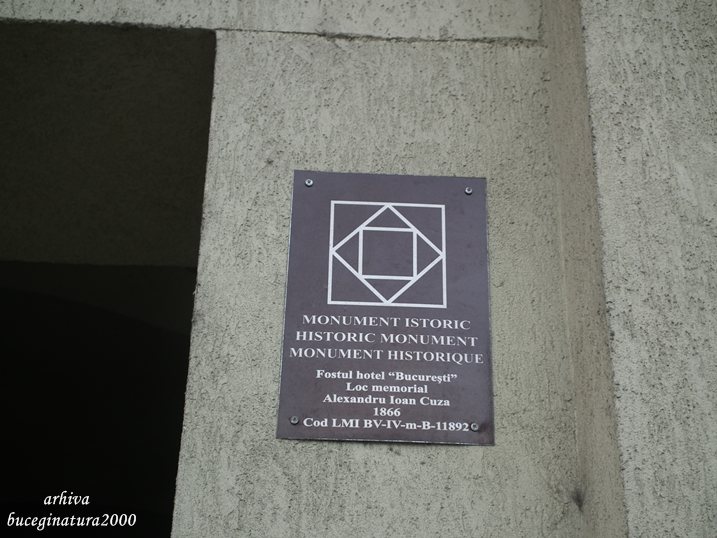 MONUMENT ISTORIC
HISTORIC MONUMENT
MONUMENT HISTORIQUE
Fostul hotel “Bucureşti”
Loc memorial
Alexandru Ioan Cuza
1866
Cod LMI BV-IV-m-B-11892
arhiva
buceginatura2000